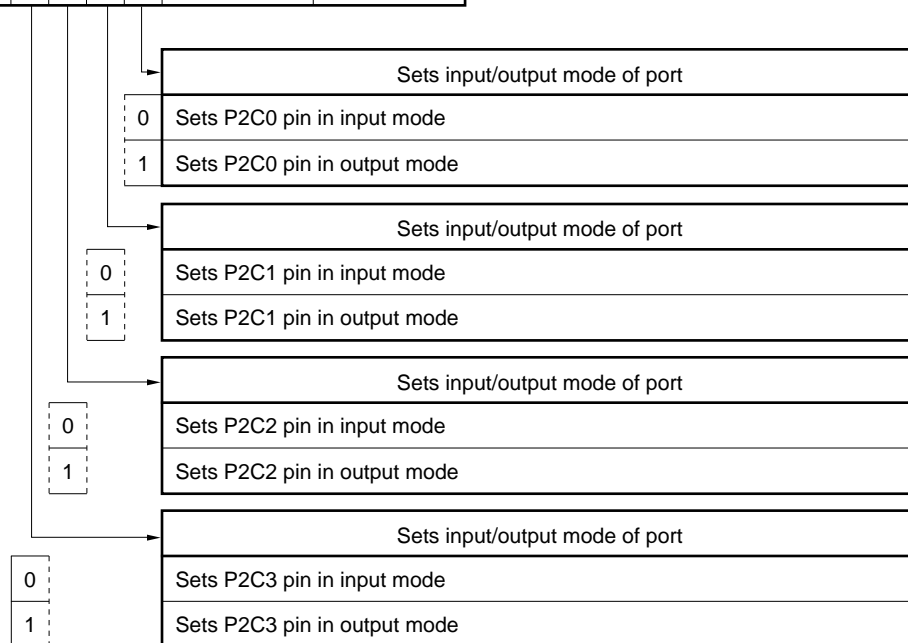 Sets input/output mode of port
0 Sets P2C0 pin in input mode
1 Sets P2C0 pin in output mode
Sets input/output mode of port
0 Sets P2C1 pin in input mode
1 Sets P2C1 pin in output mode
Sets input/output mode of port
0 Sets P2C2 pin in input mode
1 Sets P2C2 pin in output mode
Sets input/output mode of port
0 Sets P2C3 pin in input mode
1 Sets P2C3 pin in output mode